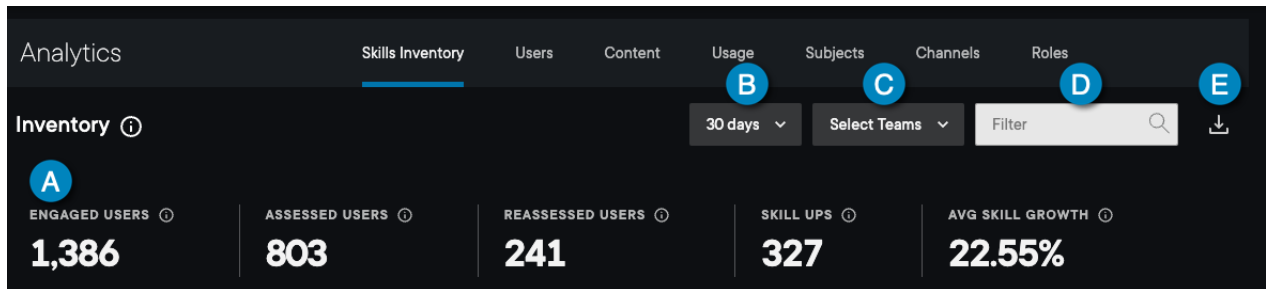 Analytics
Skills Inventory
Users
Content
Usage
Subjects
Channels
Roles
B
C
D
E
Inventory
30 days
Select Teams
Filter
A
ENGAGED USERS
ASSESSED USERS
REASSESSED USERS
SKILL UPS
AVG SKILL GROWTH
1,386
803
241
327
22.55%